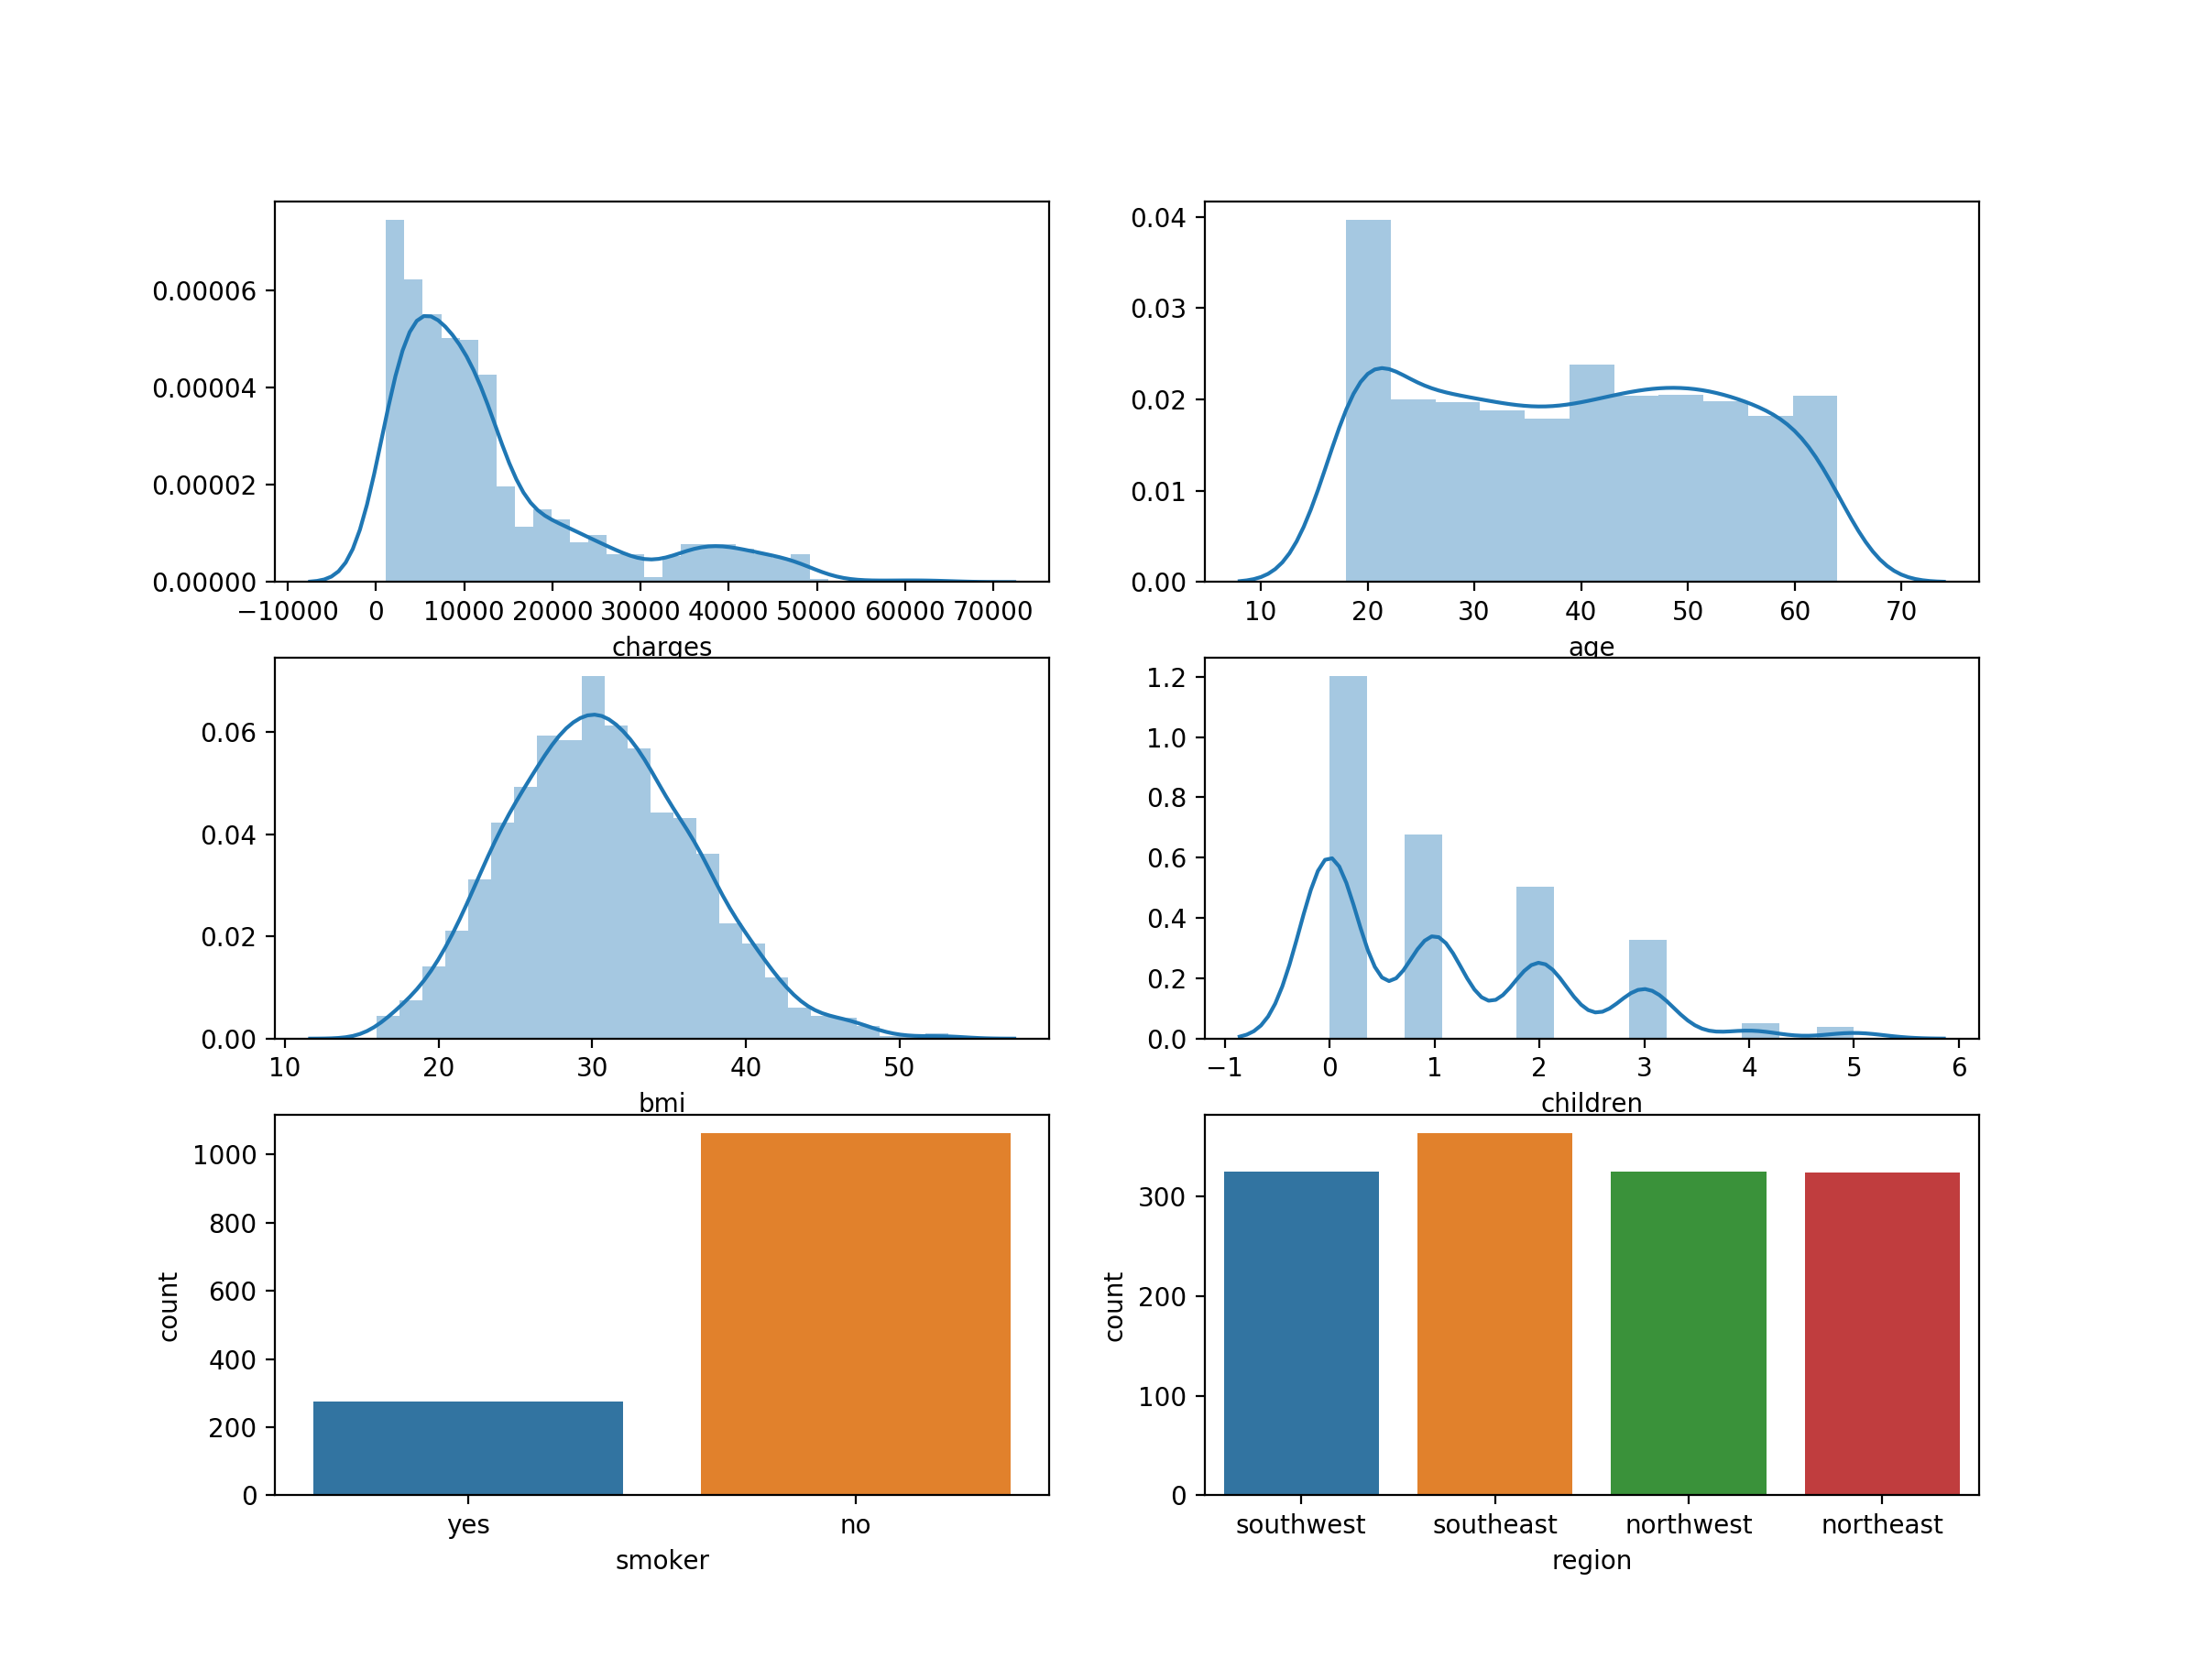 0.00006
0.00004
0.00002
0.00000
−10000 0 10000 20000 30000 40000 50000 60000 70000
charges
0.04
0.03
0.02
0.01
0.00
10 20 30 40 50 60 70
age
0.06
0.04
0.02
0.00
10 20 30 40 50
bmi
1.2
1.0
0.8
0.6
0.4
0.2
0.0
−1 0 1 2 3 4 5 6
children
count
1000
800
600
400
200
0
yes no
smoker
count
300
200
100
0
southwest southeast northwest northeast
region